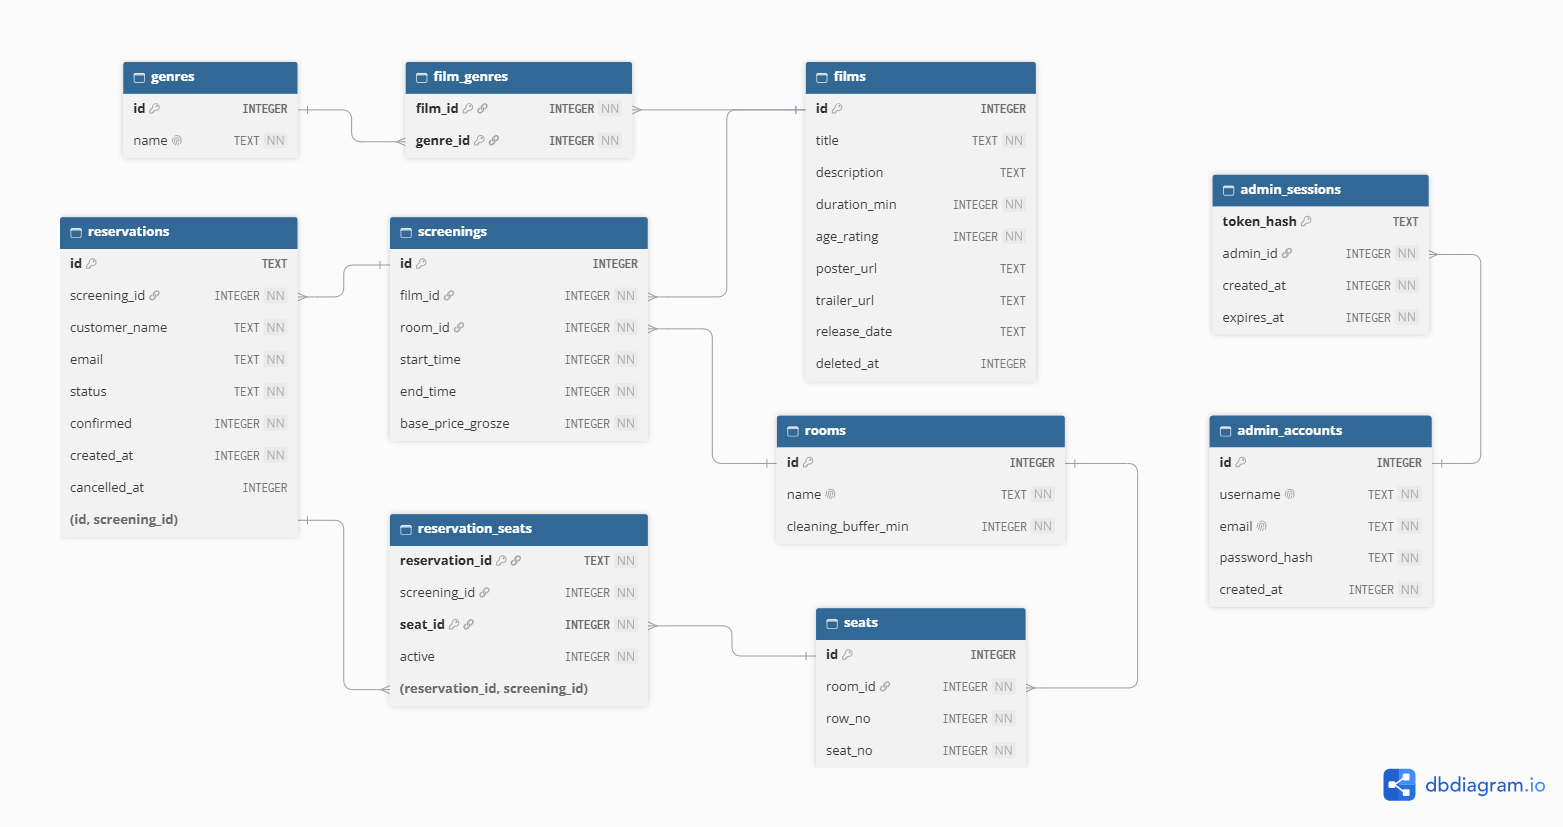 genres
id INTEGER
name TEXT NN
film_genres
film_id INTEGER NN
genre_id INTEGER NN
films
id INTEGER
title TEXT NN
description TEXT
duration_min INTEGER NN
age_rating INTEGER NN
poster_url TEXT
trailer_url TEXT
release_date TEXT
deleted_at INTEGER
admin_sessions
token_hash TEXT
admin_id INTEGER NN
created_at INTEGER NN
expires_at INTEGER NN
reservations
id TEXT
screening_id INTEGER NN
customer_name TEXT NN
email TEXT NN
status TEXT NN
confirmed INTEGER NN
created_at INTEGER NN
cancelled_at INTEGER
(id, screening_id)
screenings
id INTEGER
film_id INTEGER NN
room_id INTEGER NN
start_time INTEGER NN
end_time INTEGER NN
base_price_grosze INTEGER NN
rooms
id INTEGER
name TEXT NN
cleaning_buffer_min INTEGER NN
admin_accounts
id INTEGER
username TEXT NN
email TEXT NN
password_hash TEXT NN
created_at INTEGER NN
reservation_seats
reservation_id TEXT NN
screening_id INTEGER NN
seat_id INTEGER NN
active INTEGER NN
(reservation_id, screening_id)
seats
id INTEGER
room_id INTEGER NN
row_no INTEGER NN
seat_no INTEGER NN
dbdiagram.io